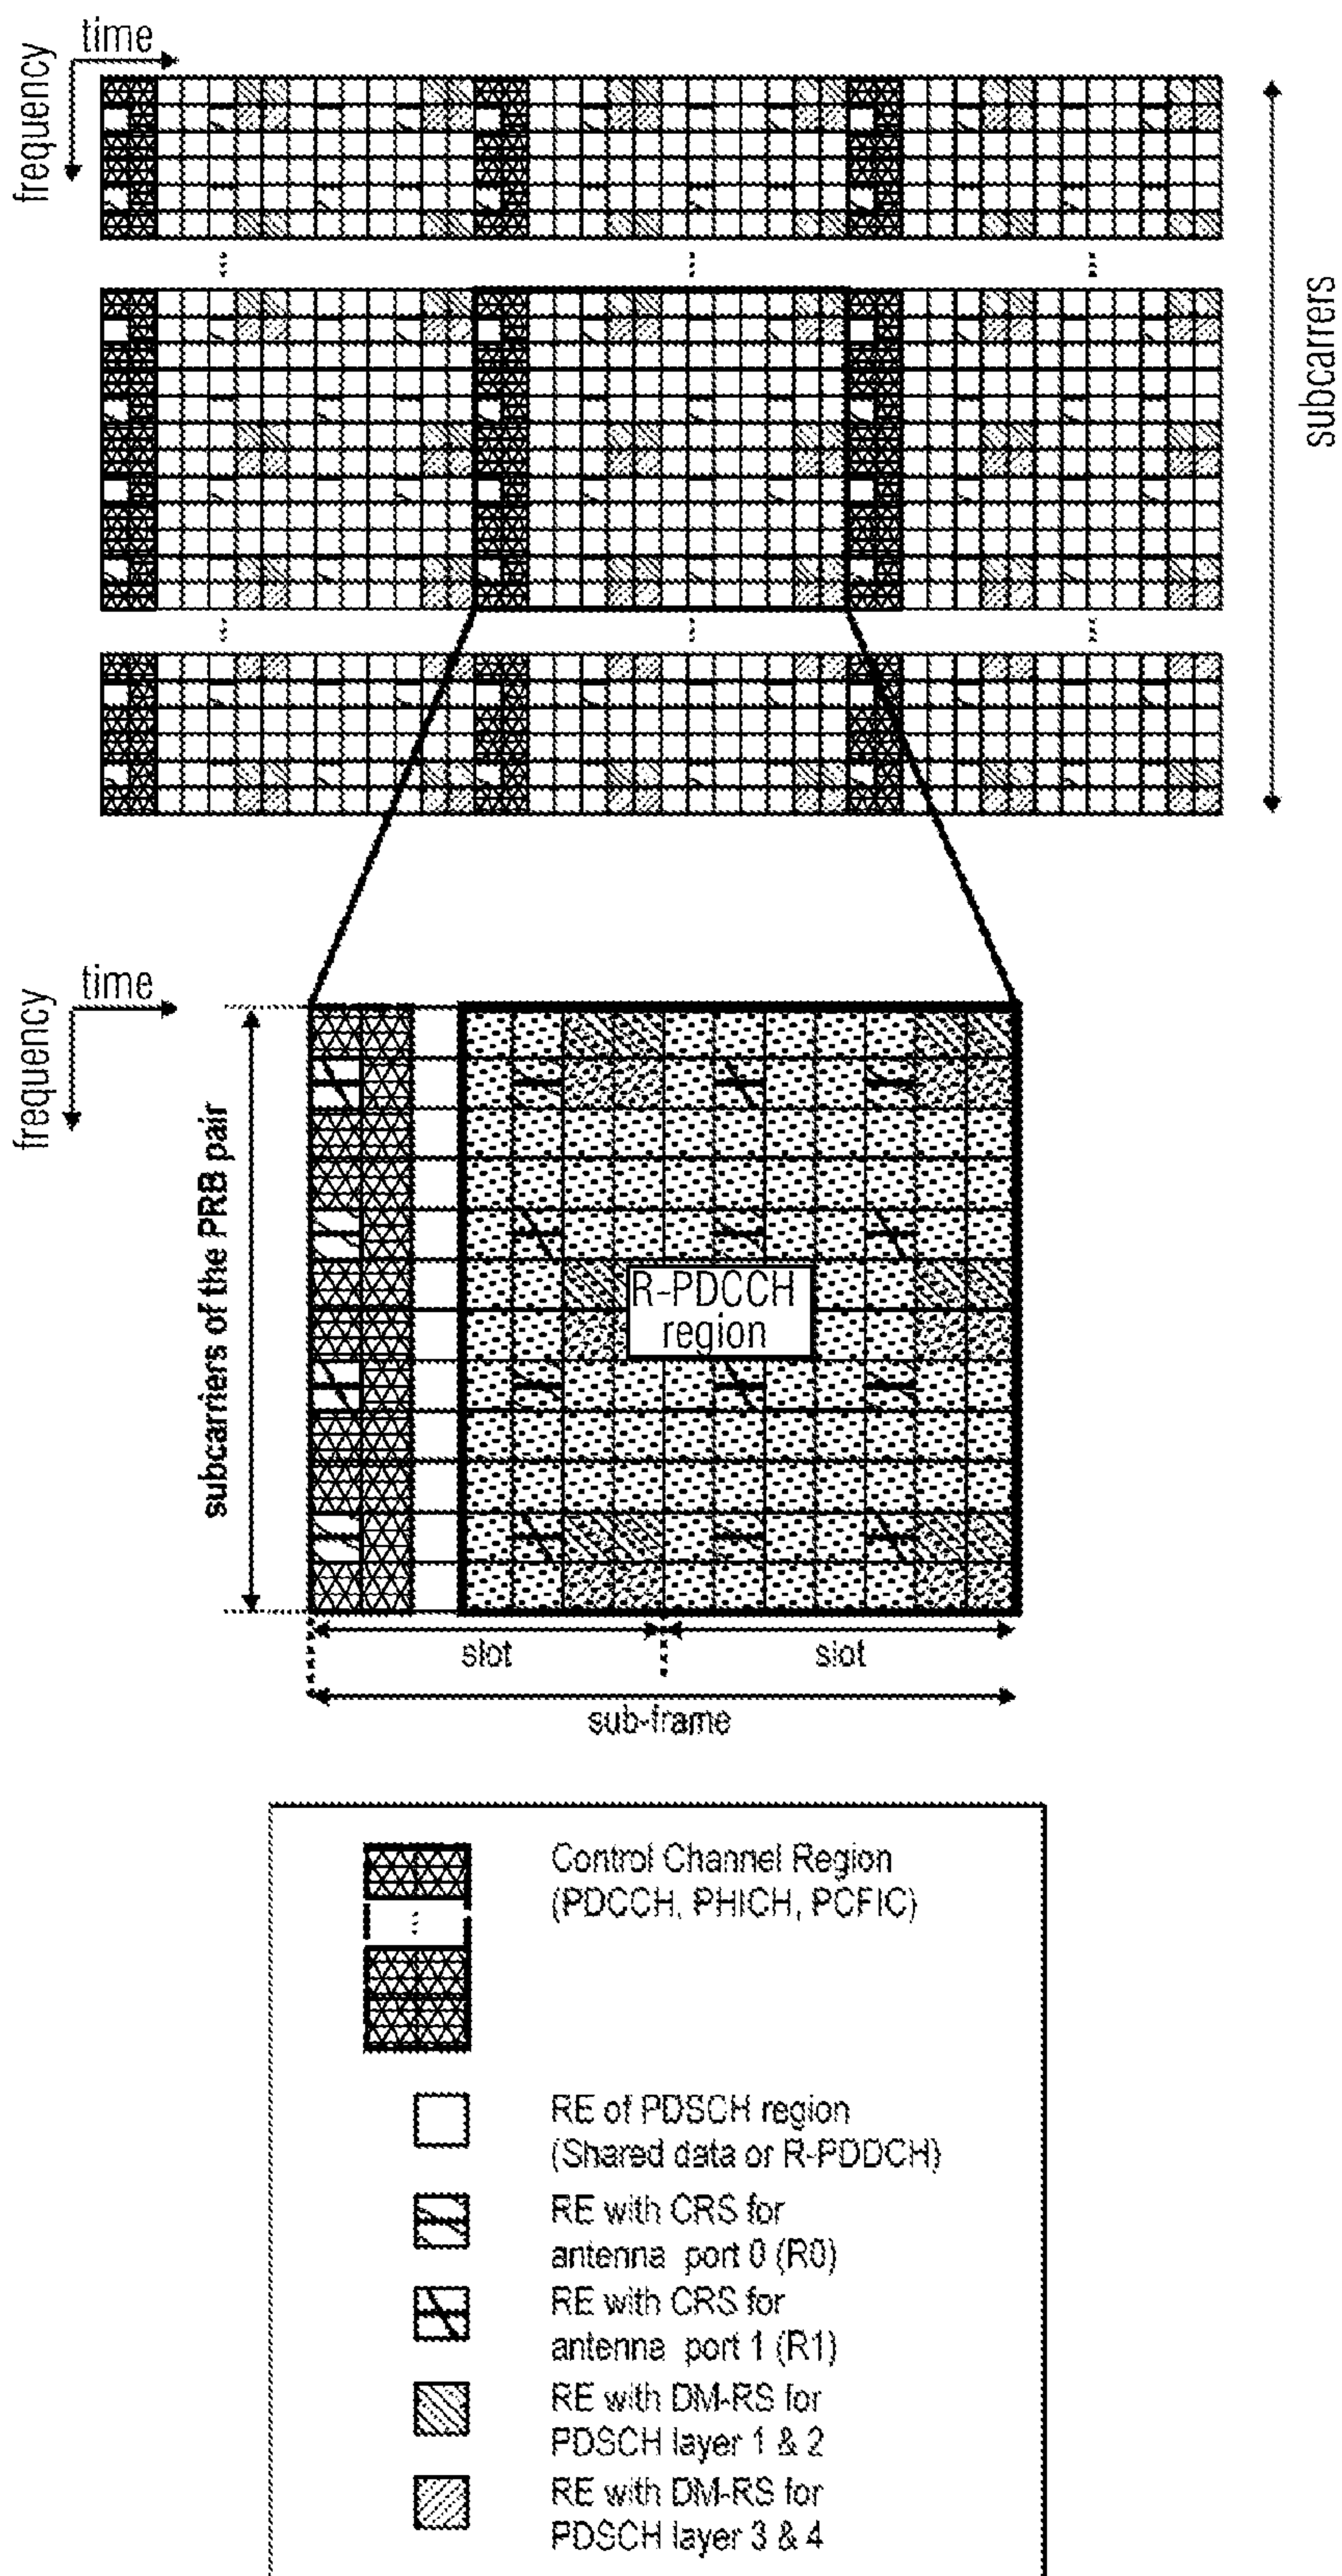 time
frequency
subcarrers
time
frequency
subcarriers of the PRB pair
R-PDCCH
region
slot
slot
sub-frame
Control Channel Region
(PDCCH, PHICH, PCFIC)
RE of PDSCH region
(Shared data or R-PDDCH)
RE with CRS for
antenna port 0 (R0)
RE with CRS for
antenna port 1 (R1)
RE with DM-RS for
PDSCH layer 1 & 2
RE with DM-RS for
PDSCH layer 3 & 4